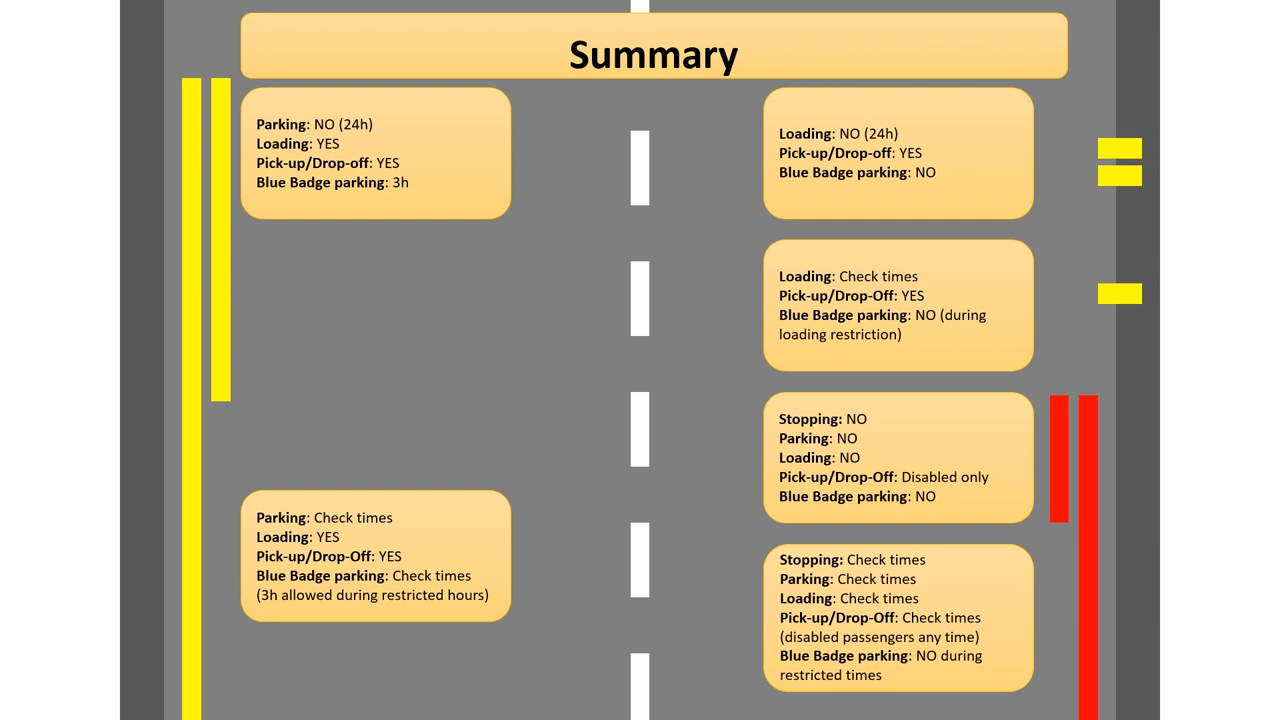 Summary
Parking: NO (24h)
Loading: YES
Pick-up/Drop-off: YES
Blue Badge parking: 3h
Parking: Check times
Loading: YES
Pick-up/Drop-Off: YES
Blue Badge parking: Check times
(3h allowed during restricted hours)
Loading: NO (24h)
Pick-up/Drop-off: YES
Blue Badge parking: NO
Loading: Check times
Pick-up/Drop-Off: YES
Blue Badge parking: NO (during
loading restriction)
Stopping: NO
Parking: NO
Loading: NO
Pick-up/Drop-Off: Disabled only
Blue Badge parking: NO
Stopping: Check times
Parking: Check times
Loading: Check times
Pick-up/Drop-Off: Check times
(disabled passengers any time)
Blue Badge parking: NO during
restricted times